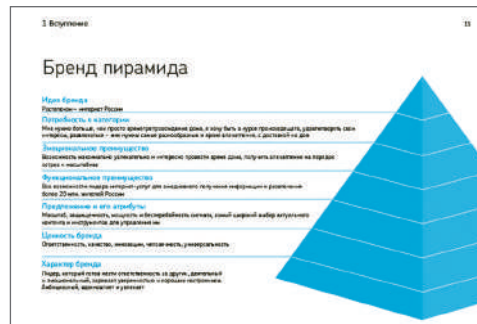 1 Вступление
11
Бренд пирамида
Идея бренда
Ростелеком – интернет России
Потребность в категории
Мне нужно больше, чем просто времяпрепровождение дома, я хочу быть в курсе происходящего, удовлетворять свои
интересы, развлекаться – мне нужны самые разнообразные и яркие впечатления, с доставкой на дом
Эмоциональное преимущество
Возможность максимально увлекательно и интересно провести время дома, получить впечатления на порядок
острее и масштабнее
Функциональное преимущество
Все возможности лидера интернет-услуг для ежедневного получения информации и развлечения
более 20 млн. жителей России
Предложение и его атрибуты
Масштаб, защищенность, мощность и бесперебойность сигнала, самый широкий выбор актуального
контента и инструментов для управления им
Ценность бренда
Ответственность, качество, инновации, человечность, универсальность
Характер бренда
Лидер, который готов нести ответственность за других, деятельный
и эмоциональный, заряжает уверенностью и хорошим настроением.
Амбициозный, вдохновляет и увлекает